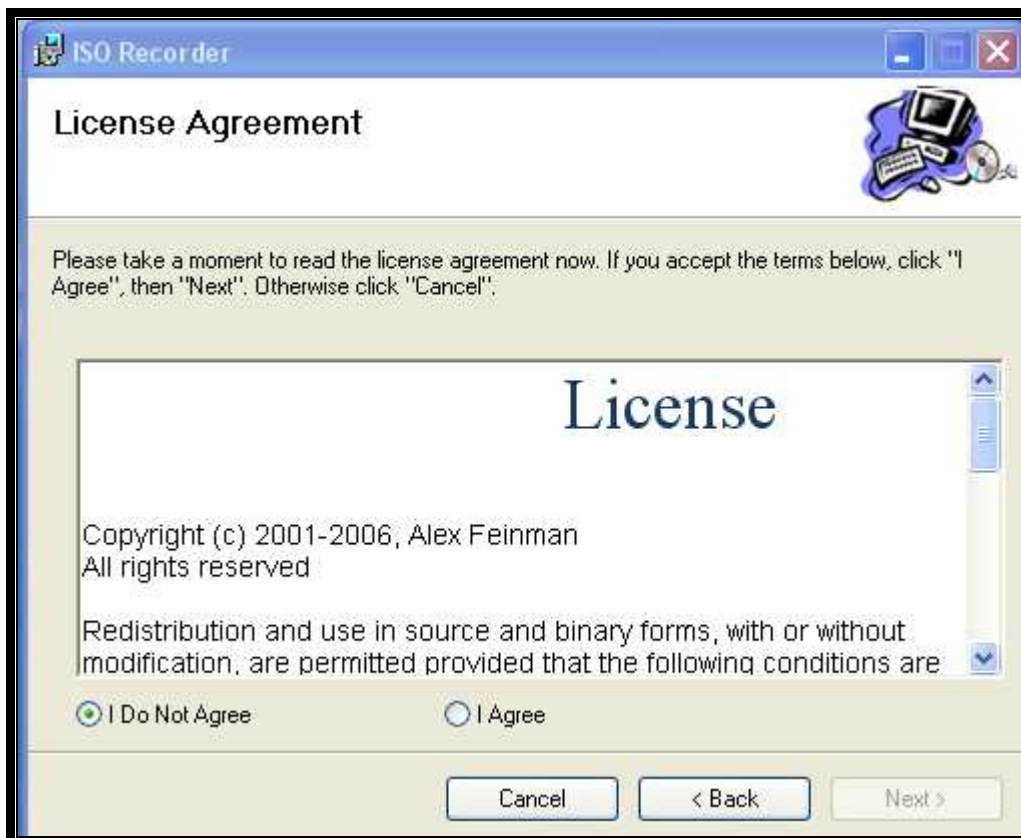 ISO Recorder
License Agreement
Please take a moment to read the license agreement now. If you accept the terms below, click "I
Agree", then "Next". Otherwise click "Cancel".
License
Copyright (c) 2001-2006, Alex Feinman
All rights reserved
Redistribution and use in source and binary forms, with or without
modification, are permitted provided that the following conditions are
I Do Not Agree
I Agree
Cancel
< Back
Next >